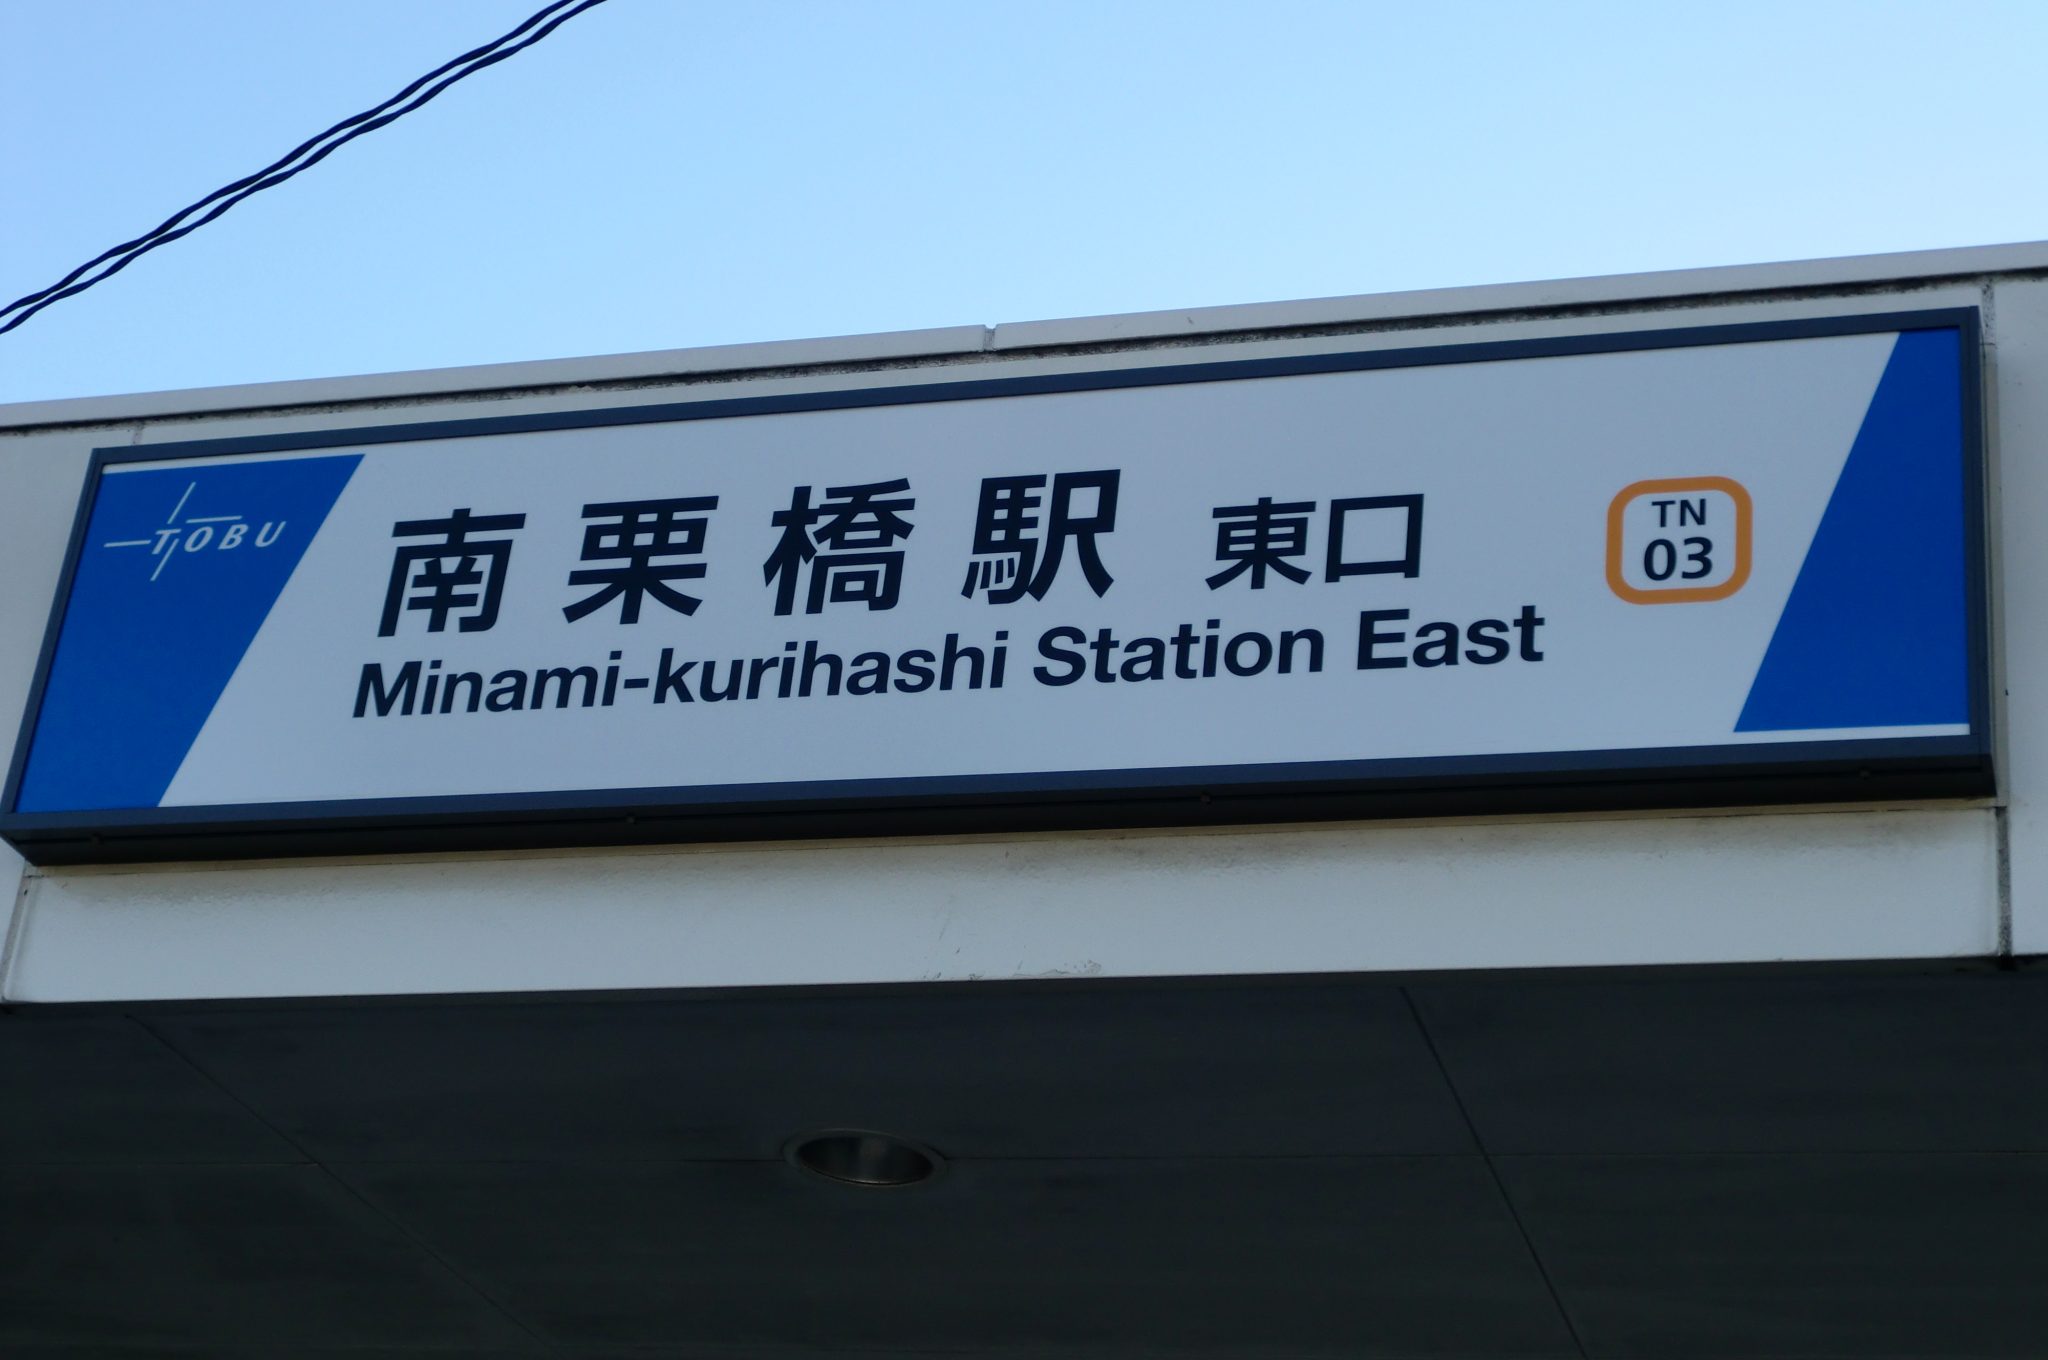 TOBU
南栗橋駅 東口
Minami-kurihashi Station East
TN
03